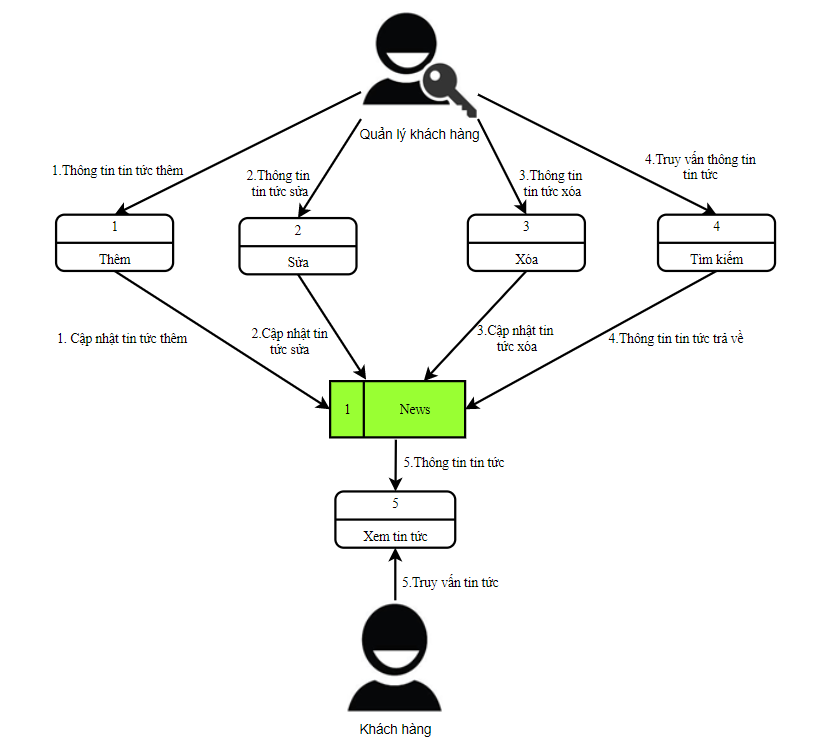 Quản lý khách hàng
1.Thông tin tin tức thêm
2.Thông tin
tin tức sửa
3.Thông tin
tin tức xóa
4.Truy vấn thông tin
tin tức
1
Thêm
2
Sửa
3
Xóa
4
Tìm kiếm
1. Cập nhật tin tức thêm
2.Cập nhật tin
tức sửa
3.Cập nhật tin
tức xóa
4.Thông tin tin tức trả về
1
News
5.Thông tin tin tức
5
Xem tin tức
5.Truy vấn tin tức
Khách hàng